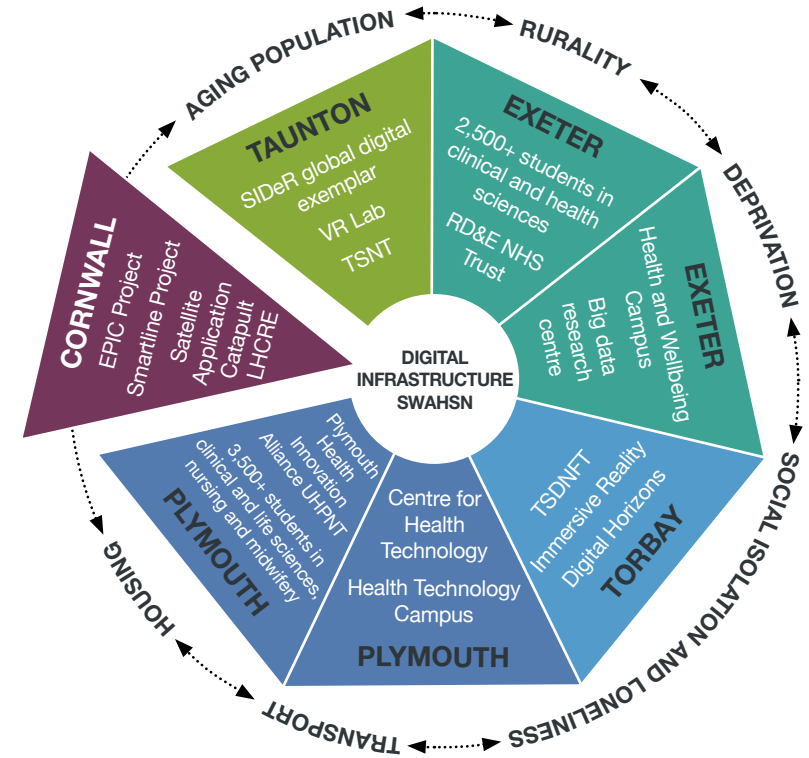 AGING POPULATION
RURALITY
DEPRIVATION
SOCIAL ISOLATION AND LONELINESS
TRANSPORT
HOUSING
TAUNTON
SIDeR global digital
exemplar
VR Lab
TSNT
EXETER
2,500+ students in
clinical and health
sciences
RD&E NHS
Trust
EXETER
Health and Wellbeing
Campus
Big data
research
centre
TSDNFT
Immersive Reality
Digital Horizons
TORBAY
Centre for
Health
Technology
Health Technology
Campus
PLYMOUTH
Plymouth
Health
Innovation
Alliance UHPNT
3,500+ students in
clinical and life sciences,
nursing and midwifery
PLYMOUTH
CORNWALL
EPIC Project
Smartline Project
Satellite
Application
Catapult
LHCRE
DIGITAL
INFRASTRUCTURE
SWAHSN